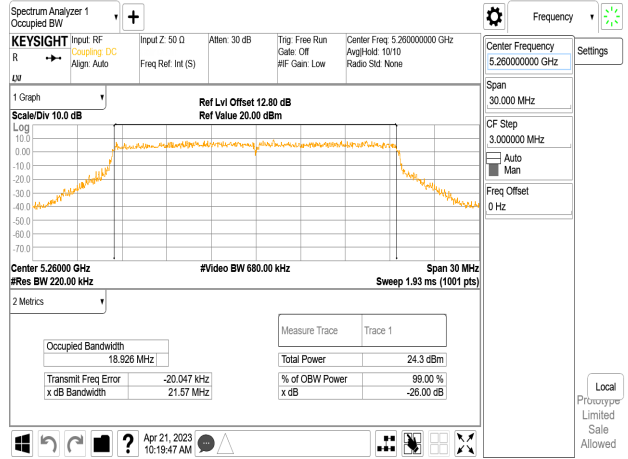 Spectrum Analyzer 1
Occupied BW
Frequency
KEYSIGHT
R
LXI
Input: RF
Coupling: DC
Align: Auto
Input Z: 50 Ω
Freq Ref: Int (S)
Atten: 30 dB
Trig: Free Run
Gate: Off
#IF Gain: Low
Center Freq: 5.260000000 GHz
Avg|Hold: 10/10
Radio Std: None
Center Frequency
5.260000000 GHz
Settings
Span
30.000 MHz
CF Step
3.000000 MHz
Auto
Man
Freq Offset
0 Hz
1 Graph
Scale/Div 10.0 dB
Ref Lvl Offset 12.80 dB
Ref Value 20.00 dBm
Log
10.0
0.00
-10.0
-20.0
-30.0
-40.0
-50.0
-60.0
-70.0
Center 5.26000 GHz
#Video BW 680.00 kHz
Span 30 MHz
#Res BW 220.00 kHz
Sweep 1.93 ms (1001 pts)
2 Metrics
Measure Trace
Trace 1
Occupied Bandwidth
18.926 MHz
Total Power
24.3 dBm
Transmit Freq Error
-20.047 kHz
% of OBW Power
99.00 %
x dB Bandwidth
21.57 MHz
x dB
-26.00 dB
Local
Prototype
Limited
Sale
Allowed
?
Apr 21, 2023
10:19:47 AM